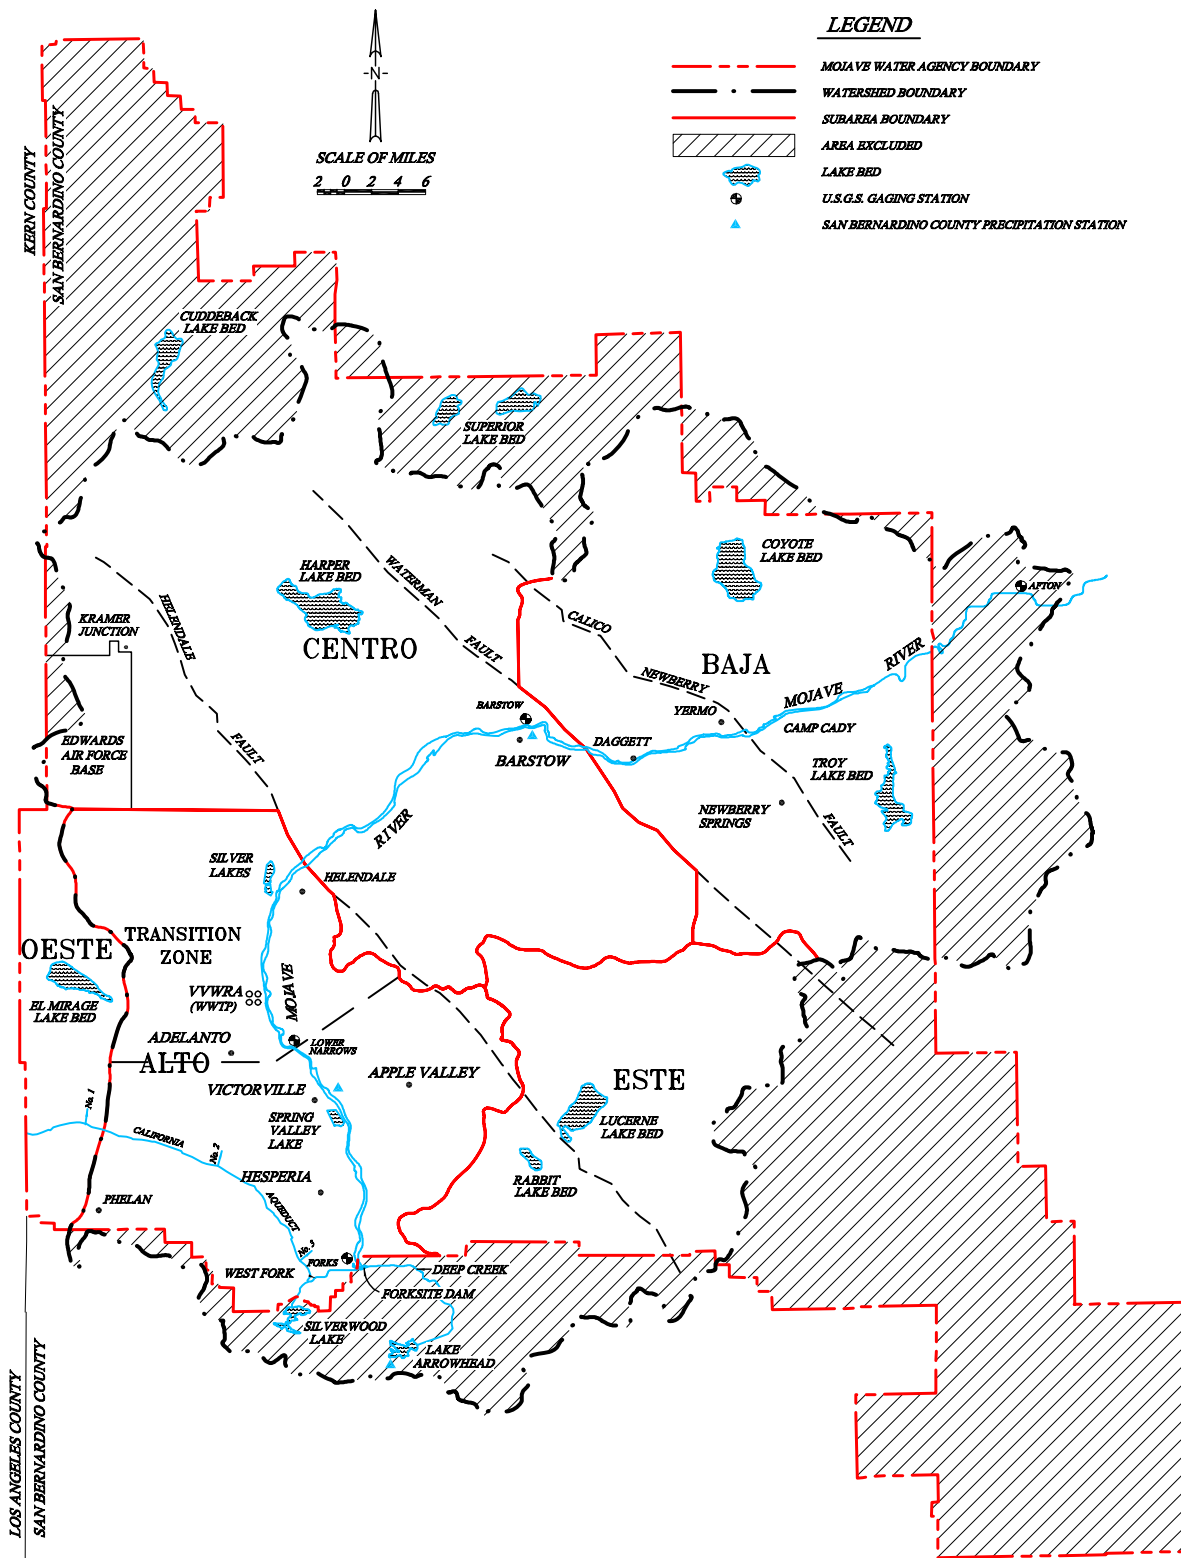 LEGEND
MOJAVE WATER AGENCY BOUNDARY
WATERSHED BOUNDARY
SUBAREA BOUNDARY
AREA EXCLUDED
LAKE BED
U.S.G.S. GAGING STATION
SAN BERNARDINO COUNTY PRECIPITATION STATION
-N-
SCALE OF MILES
2 0 2 4 6
KERN COUNTY
SAN BERNARDINO COUNTY
CUDDEBACK
LAKE BED
SUPERIOR
LAKE BED
COYOTE
LAKE BED
HARPER
LAKE BED
WATERMAN
FAULT
AFTON
HELENDALE
FAULT
KRAMER
JUNCTION
CENTRO
CALICO
NEWBERRY
FAULT
BAJA
MOJAVE
RIVER
BARSTOW
YERMO
CAMP CADY
DAGGETT
BARSTOW
EDWARDS
AIR FORCE
BASE
TROY
LAKE BED
NEWBERRY
SPRINGS
RIVER
SILVER
LAKES
HELENDALE
OESTE
TRANSITION
ZONE
EL MIRAGE
LAKE BED
VVWRA
(WWTP)
MOJAVE
ADELANTO
LOWER
NARROWS
ALTO
APPLE VALLEY
ESTE
VICTORVILLE
No. 1
SPRING
VALLEY
LAKE
LUCERNE
LAKE BED
CALIFORNIA
No. 2
HESPERIA
RABBIT
LAKE BED
PHELAN
AQUEDUCT
No. 3
FORKS
WEST FORK
DEEP CREEK
FORKSITE DAM
SILVERWOOD
LAKE
LAKE
ARROWHEAD
LOS ANGELES COUNTY
SAN BERNARDINO COUNTY